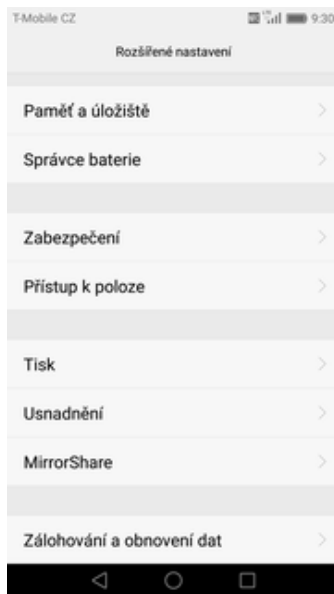 T-Mobile CZ 9:30
Rozšířené nastavení
Paměť a úložiště
Správce baterie
Zabezpečení
Přístup k poloze
Tisk
Usnadnění
MirrorShare
Zálohování a obnovení dat